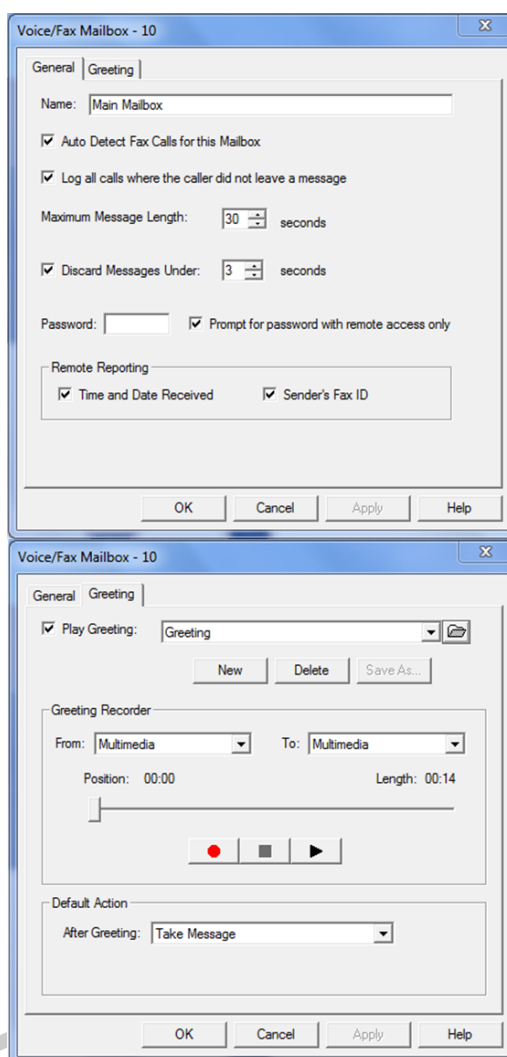 Voice/Fax Mailbox - 10
General Greeting
Name: Main Mailbox
Auto Detect Fax Calls for this Mailbox
Log all calls where the caller did not leave a message
Maximum Message Length: 30 seconds
Discard Messages Under: 3 seconds
Password: Prompt for password with remote access only
Remote Reporting
Time and Date Received Sender's Fax ID
OK Cancel Apply Help
Voice/Fax Mailbox - 10
General Greeting
Play Greeting: Greeting
New Delete Save As...
Greeting Recorder
From: Multimedia To: Multimedia
Position: 00:00 Length: 00:14
Default Action
After Greeting: Take Message
OK Cancel Apply Help